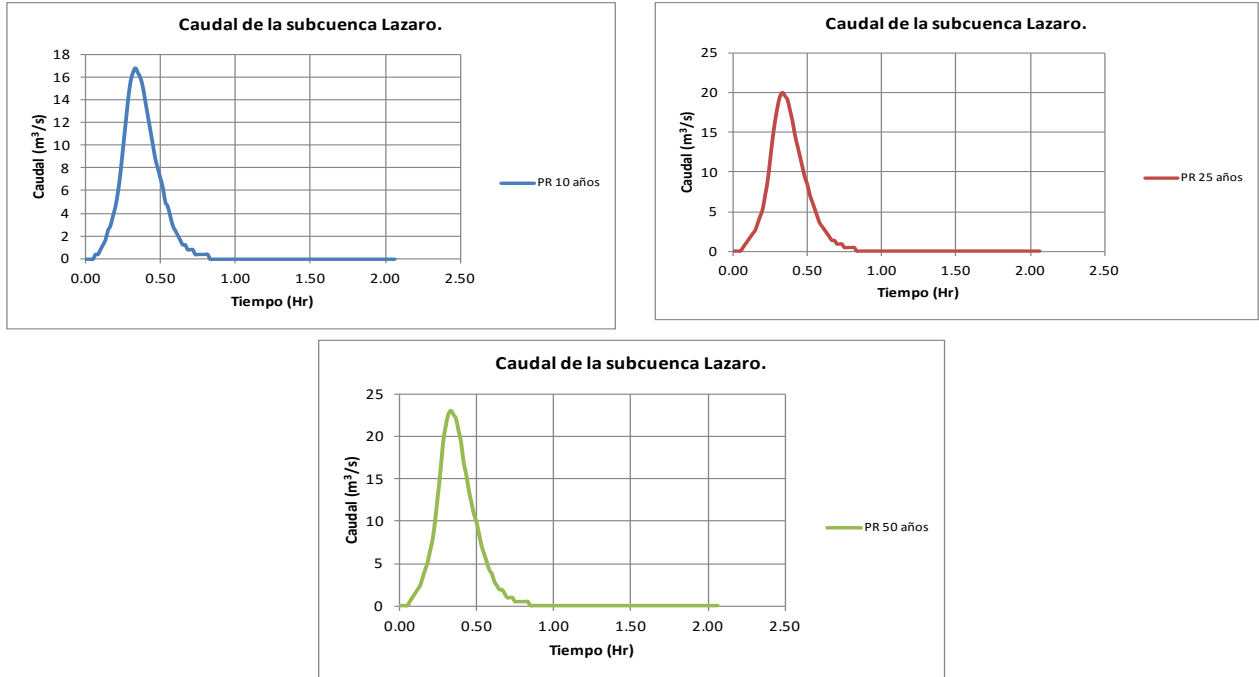 Caudal de la subcuenca Lazaro.
18
16
14
12
10
8
6
4
2
0
Caudal (m³/s)
0.00 0.50 1.00 1.50 2.00 2.50
Tiempo (Hr)
PR 10 años
Caudal de la subcuenca Lazaro.
25
20
15
10
5
0
Caudal (m³/s)
0.00 0.50 1.00 1.50 2.00 2.50
Tiempo (Hr)
PR 25 años
Caudal de la subcuenca Lazaro.
25
20
15
10
5
0
Caudal (m³/s)
0.00 0.50 1.00 1.50 2.00 2.50
Tiempo (Hr)
PR 50 años